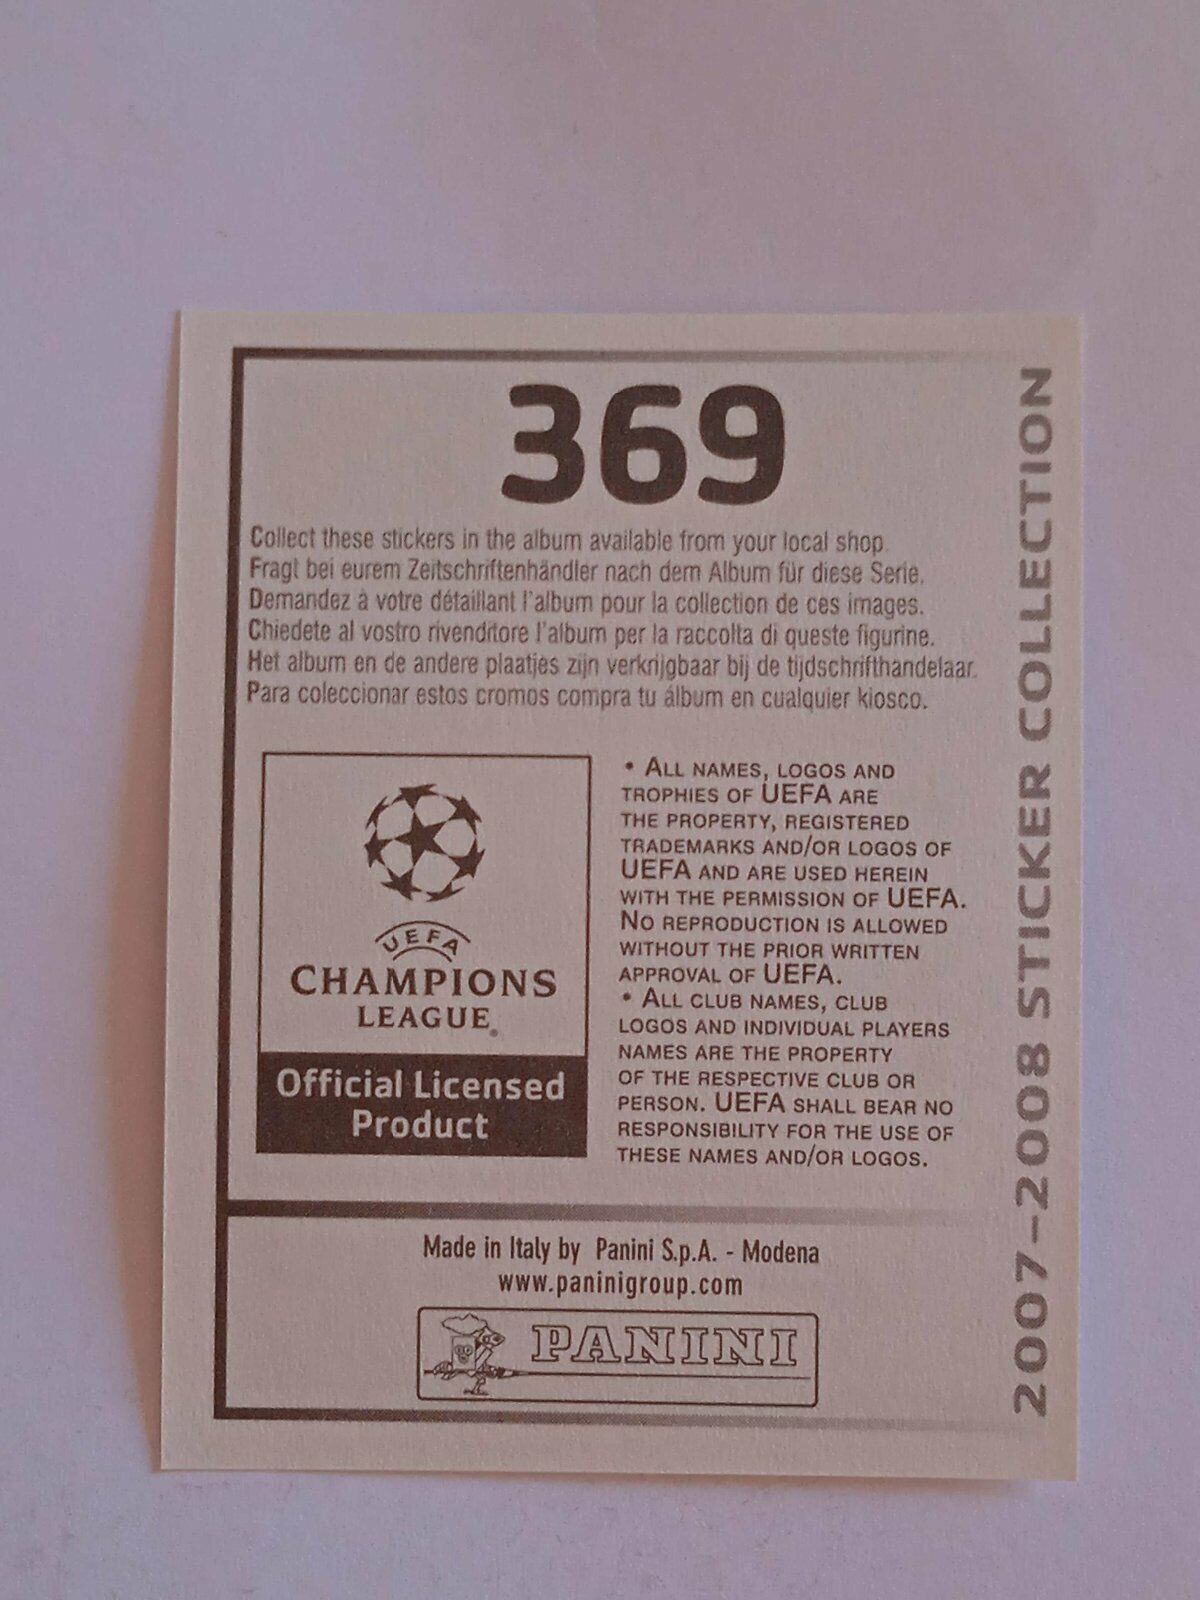 369
Collect these stickers in the album available from your local shop.
Fragt bei eurem Zeitschriftenhändler nach dem Album für diese Serie.
Demandez à votre détaillant l'album pour la collection de ces images.
Chiedete al vostro rivenditore l'album per la raccolta di queste figurine.
Het album en de andere plaatjes zijn verkrijgbaar bij de tijdschrifthandelaar.
Para coleccionar estos cromos compra tu álbum en cualquier kiosco.
UEFA
CHAMPIONS
LEAGUE®
Official Licensed
Product
• ALL NAMES, LOGOS AND
TROPHIES OF UEFA ARE
THE PROPERTY, REGISTERED
TRADEMARKS AND/OR LOGOS OF
UEFA AND ARE USED HEREIN
WITH THE PERMISSION OF UEFA.
NO REPRODUCTION IS ALLOWED
WITHOUT THE PRIOR WRITTEN
APPROVAL OF UEFA.
• ALL CLUB NAMES, CLUB
LOGOS AND INDIVIDUAL PLAYERS
NAMES ARE THE PROPERTY
OF THE RESPECTIVE CLUB OR
PERSON. UEFA SHALL BEAR NO
RESPONSIBILITY FOR THE USE OF
THESE NAMES AND/OR LOGOS.
Made in Italy by Panini S.p.A. - Modena
www.paninigroup.com
PANINI
2007-2008 STICKER COLLECTION